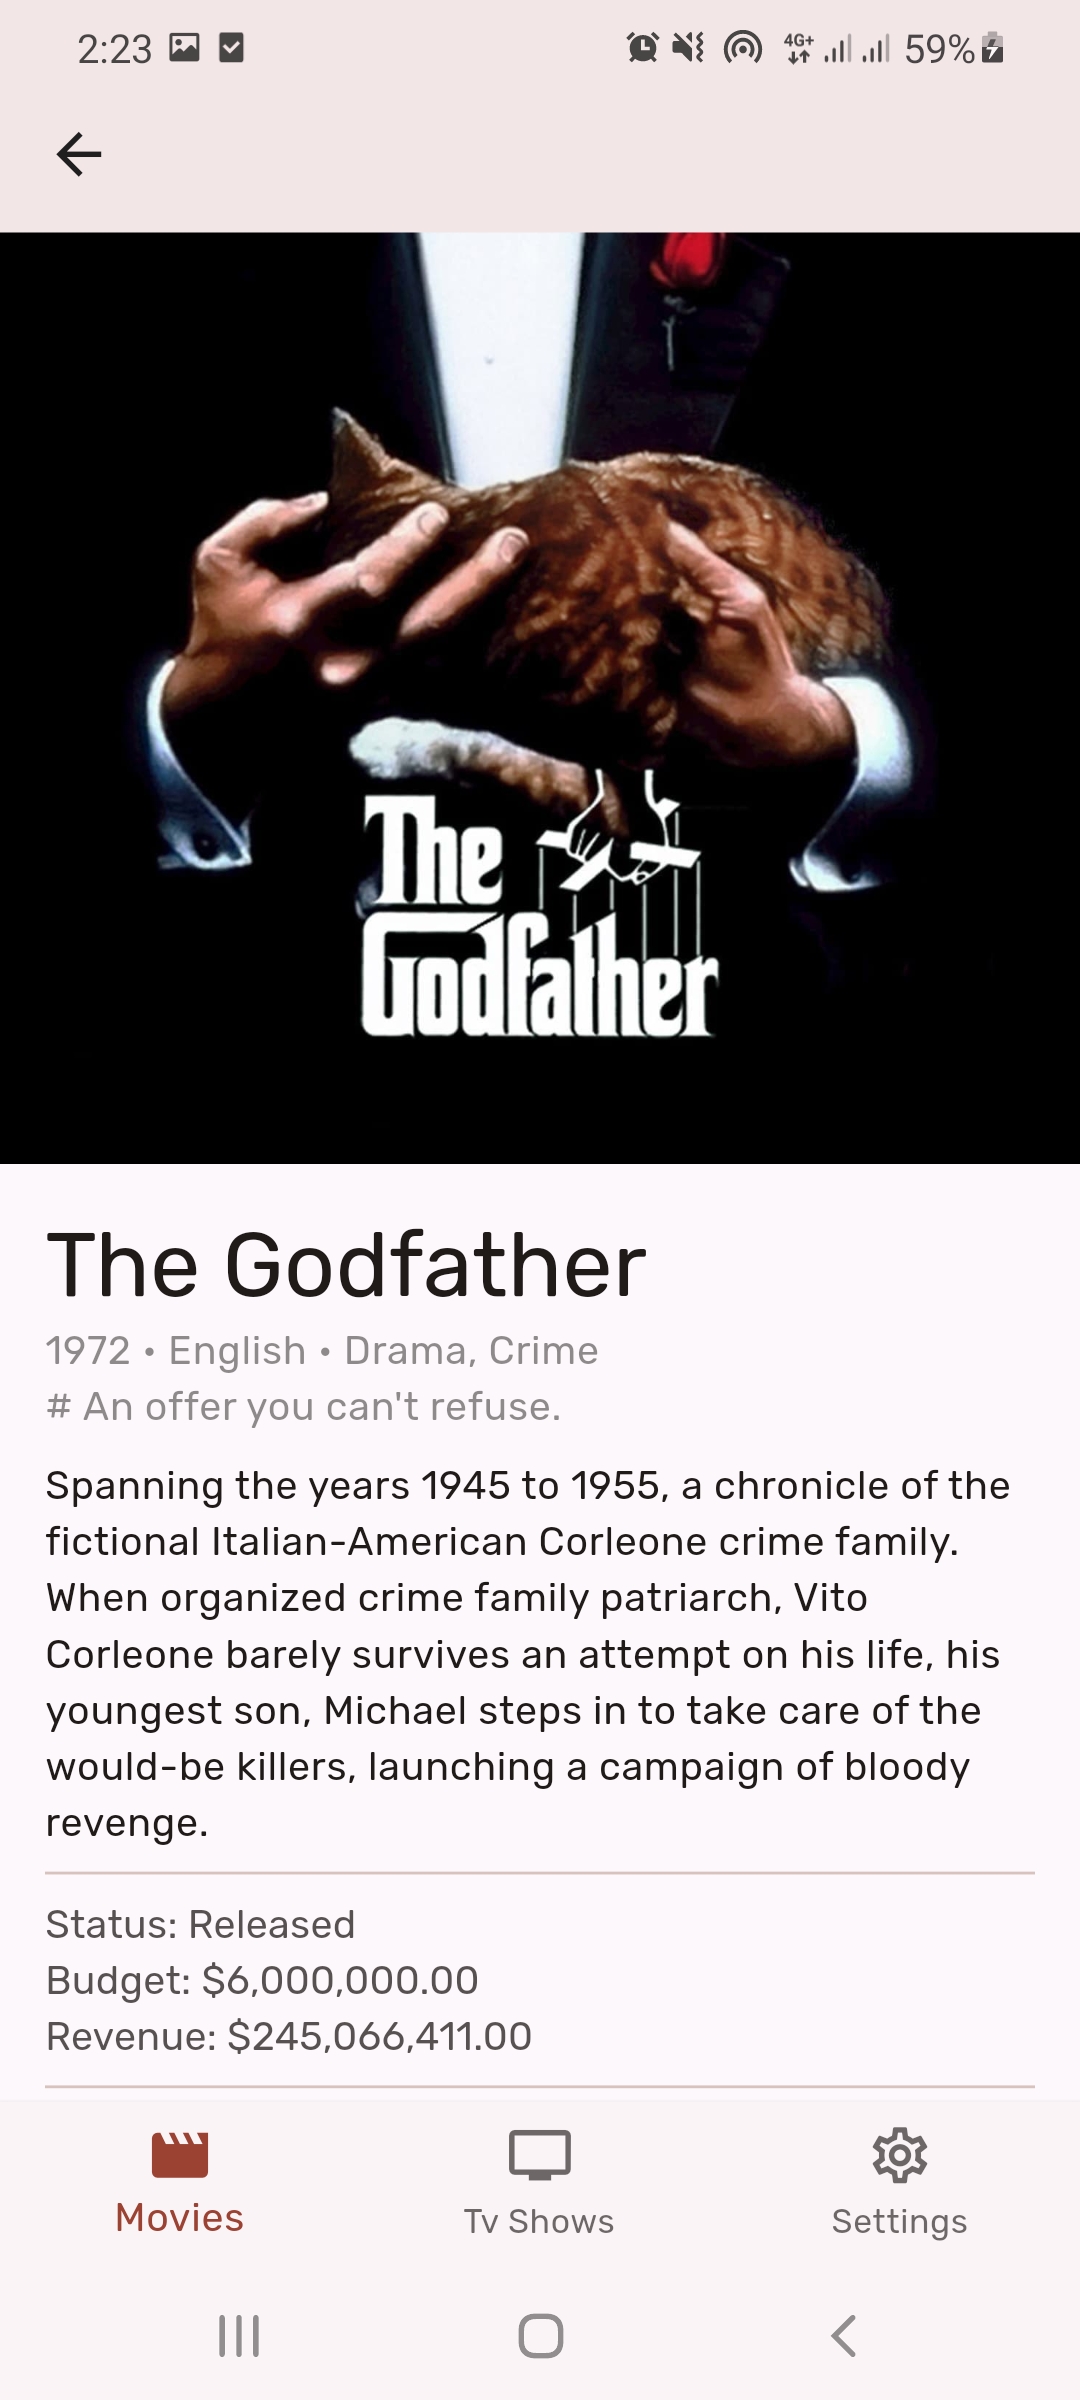 2:23
4G+
59%
The
Godfather
The Godfather
1972 • English • Drama, Crime
# An offer you can't refuse.
Spanning the years 1945 to 1955, a chronicle of the
fictional Italian-American Corleone crime family.
When organized crime family patriarch, Vito
Corleone barely survives an attempt on his life, his
youngest son, Michael steps in to take care of the
would-be killers, launching a campaign of bloody
revenge.
Status: Released
Budget: $6,000,000.00
Revenue: $245,066,411.00
Movies
Tv Shows
Settings